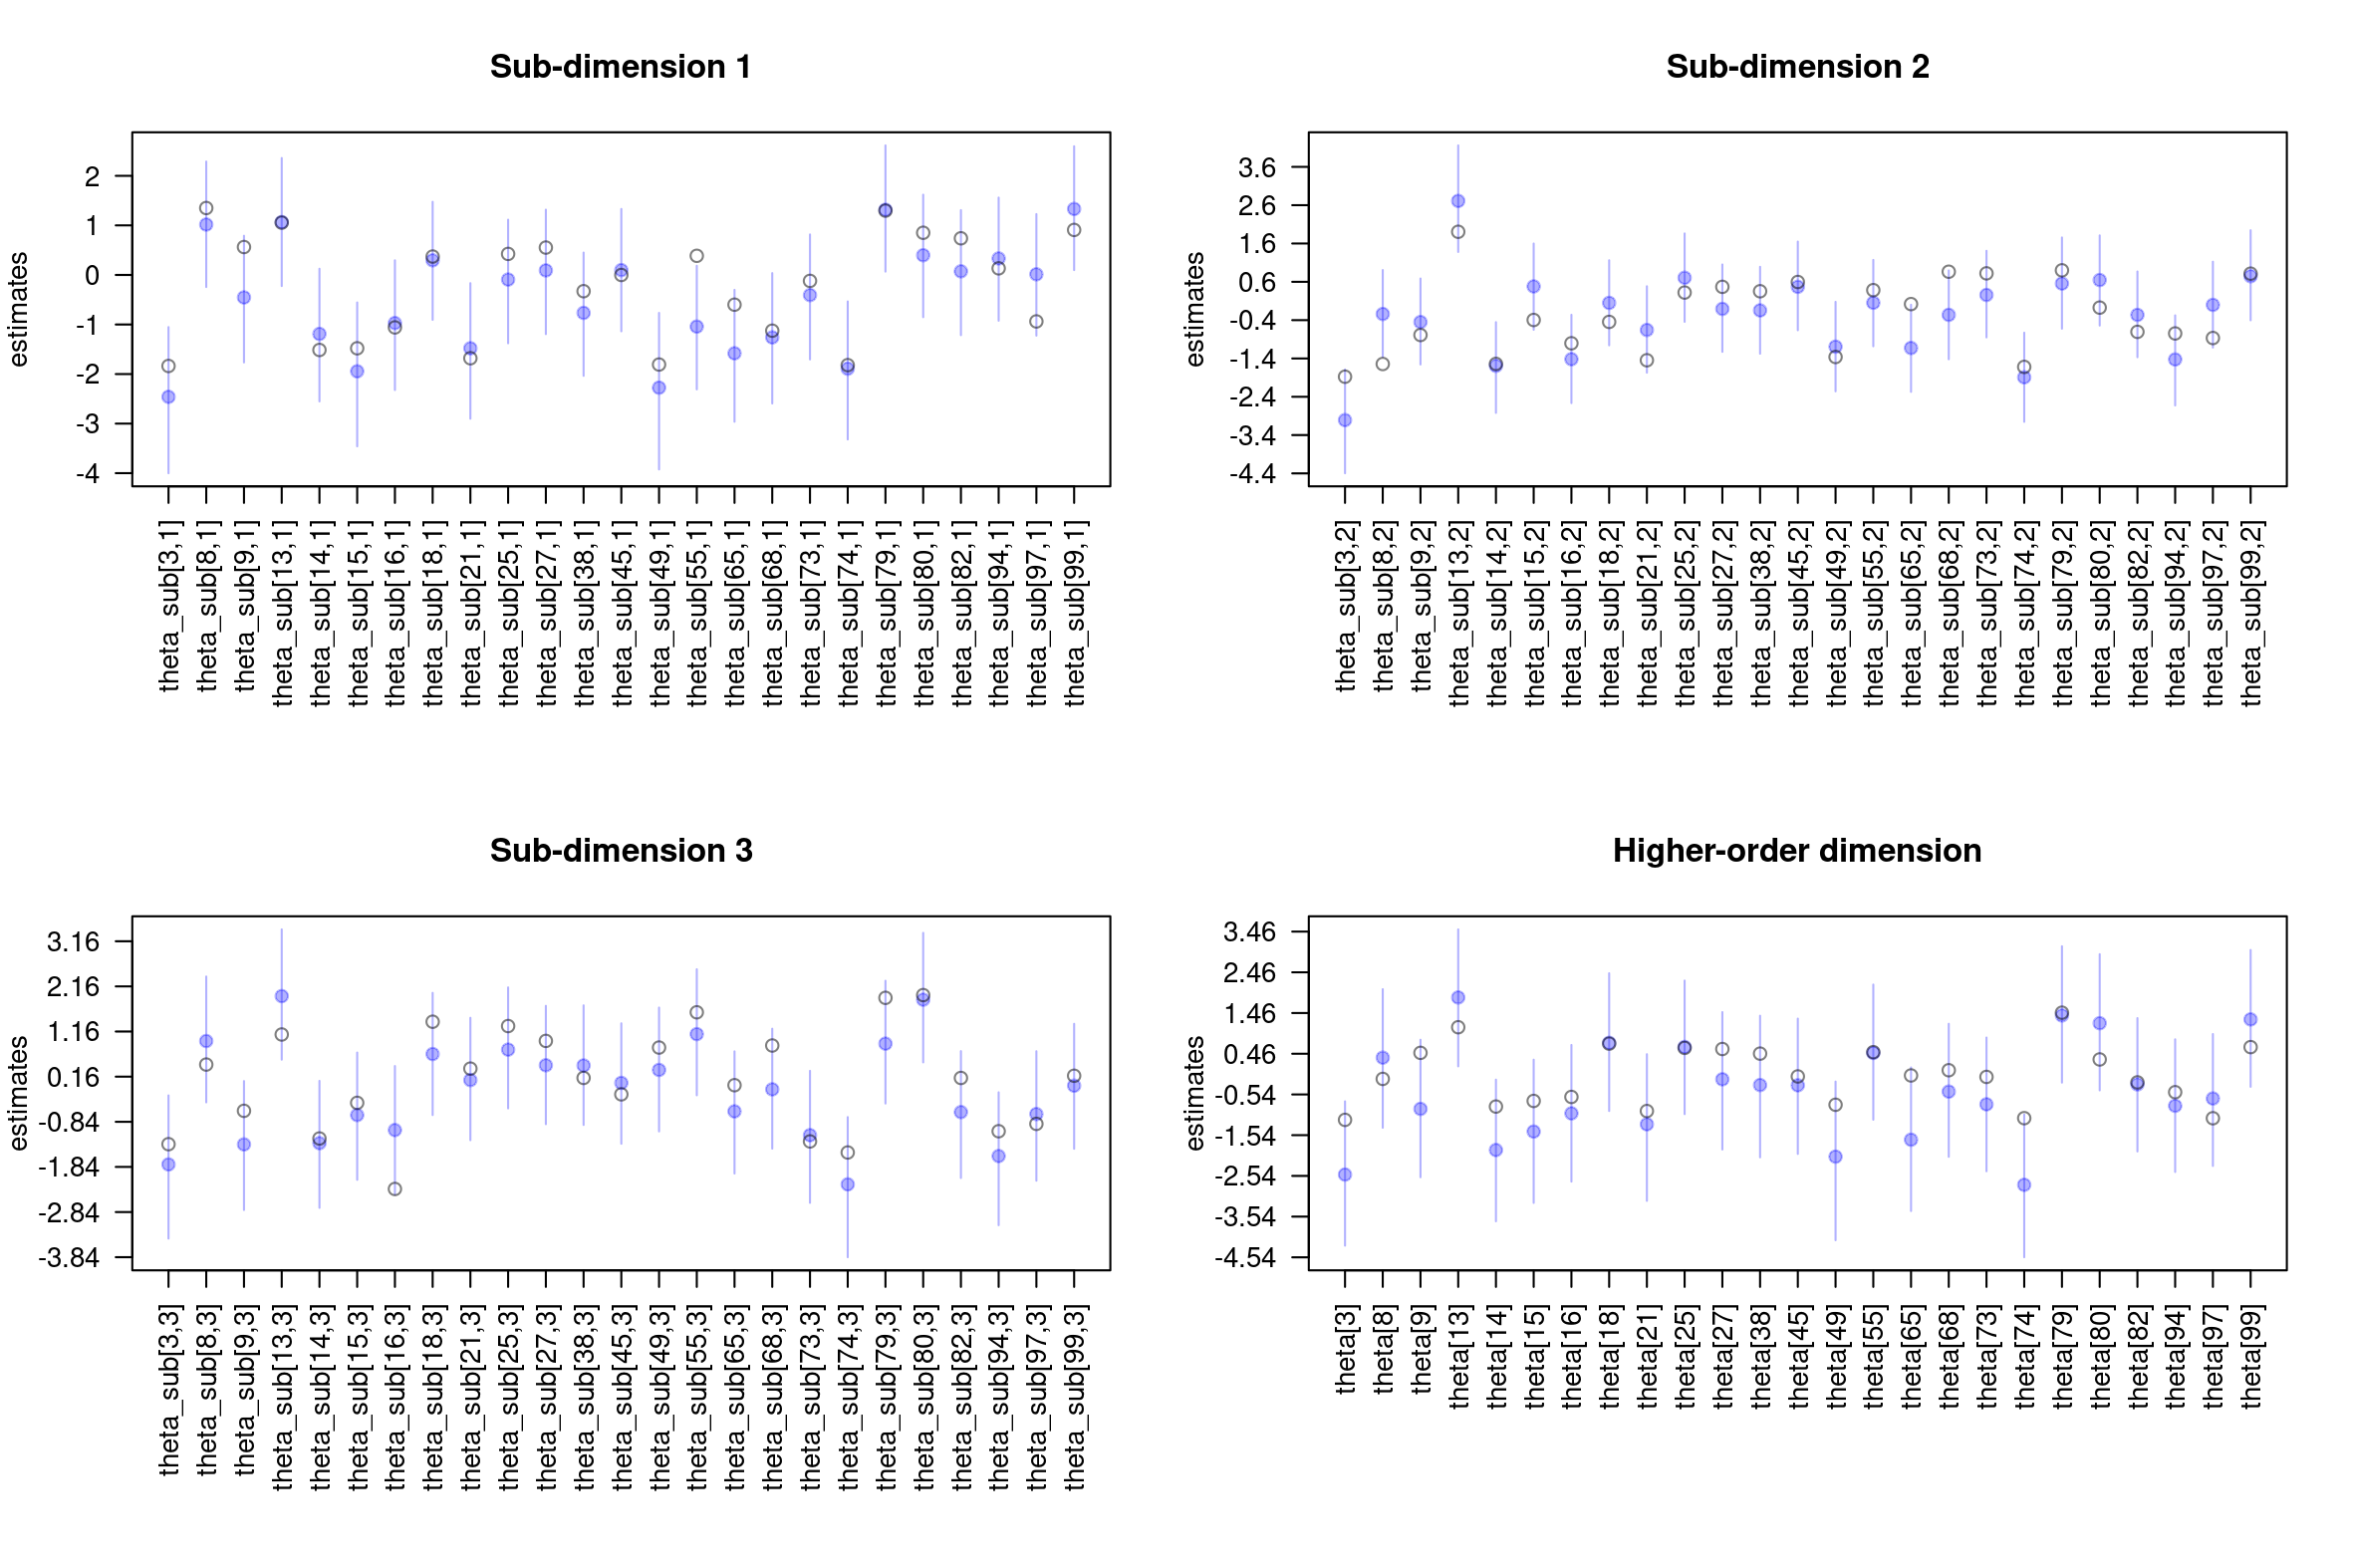 Sub-dimension 1
estimates
2
1
0
-1
-2
-3
-4
theta_sub[3,1]
theta_sub[8,1]
theta_sub[9,1]
theta_sub[13,1]
theta_sub[14,1]
theta_sub[15,1]
theta_sub[16,1]
theta_sub[18,1]
theta_sub[21,1]
theta_sub[25,1]
theta_sub[27,1]
theta_sub[38,1]
theta_sub[45,1]
theta_sub[49,1]
theta_sub[55,1]
theta_sub[65,1]
theta_sub[68,1]
theta_sub[73,1]
theta_sub[74,1]
theta_sub[79,1]
theta_sub[80,1]
theta_sub[82,1]
theta_sub[94,1]
theta_sub[97,1]
theta_sub[99,1]
Sub-dimension 2
estimates
3.6
2.6
1.6
0.6
-0.4
-1.4
-2.4
-3.4
-4.4
theta_sub[3,2]
theta_sub[8,2]
theta_sub[9,2]
theta_sub[13,2]
theta_sub[14,2]
theta_sub[15,2]
theta_sub[16,2]
theta_sub[18,2]
theta_sub[21,2]
theta_sub[25,2]
theta_sub[27,2]
theta_sub[38,2]
theta_sub[45,2]
theta_sub[49,2]
theta_sub[55,2]
theta_sub[65,2]
theta_sub[68,2]
theta_sub[73,2]
theta_sub[74,2]
theta_sub[79,2]
theta_sub[80,2]
theta_sub[82,2]
theta_sub[94,2]
theta_sub[97,2]
theta_sub[99,2]
Sub-dimension 3
estimates
3.16
2.16
1.16
0.16
-0.84
-1.84
-2.84
-3.84
theta_sub[3,3]
theta_sub[8,3]
theta_sub[9,3]
theta_sub[13,3]
theta_sub[14,3]
theta_sub[15,3]
theta_sub[16,3]
theta_sub[18,3]
theta_sub[21,3]
theta_sub[25,3]
theta_sub[27,3]
theta_sub[38,3]
theta_sub[45,3]
theta_sub[49,3]
theta_sub[55,3]
theta_sub[65,3]
theta_sub[68,3]
theta_sub[73,3]
theta_sub[74,3]
theta_sub[79,3]
theta_sub[80,3]
theta_sub[82,3]
theta_sub[94,3]
theta_sub[97,3]
theta_sub[99,3]
Higher-order dimension
estimates
3.46
2.46
1.46
0.46
-0.54
-1.54
-2.54
-3.54
-4.54
theta[3]
theta[8]
theta[9]
theta[13]
theta[14]
theta[15]
theta[16]
theta[18]
theta[21]
theta[25]
theta[27]
theta[38]
theta[45]
theta[49]
theta[55]
theta[65]
theta[68]
theta[73]
theta[74]
theta[79]
theta[80]
theta[82]
theta[94]
theta[97]
theta[99]